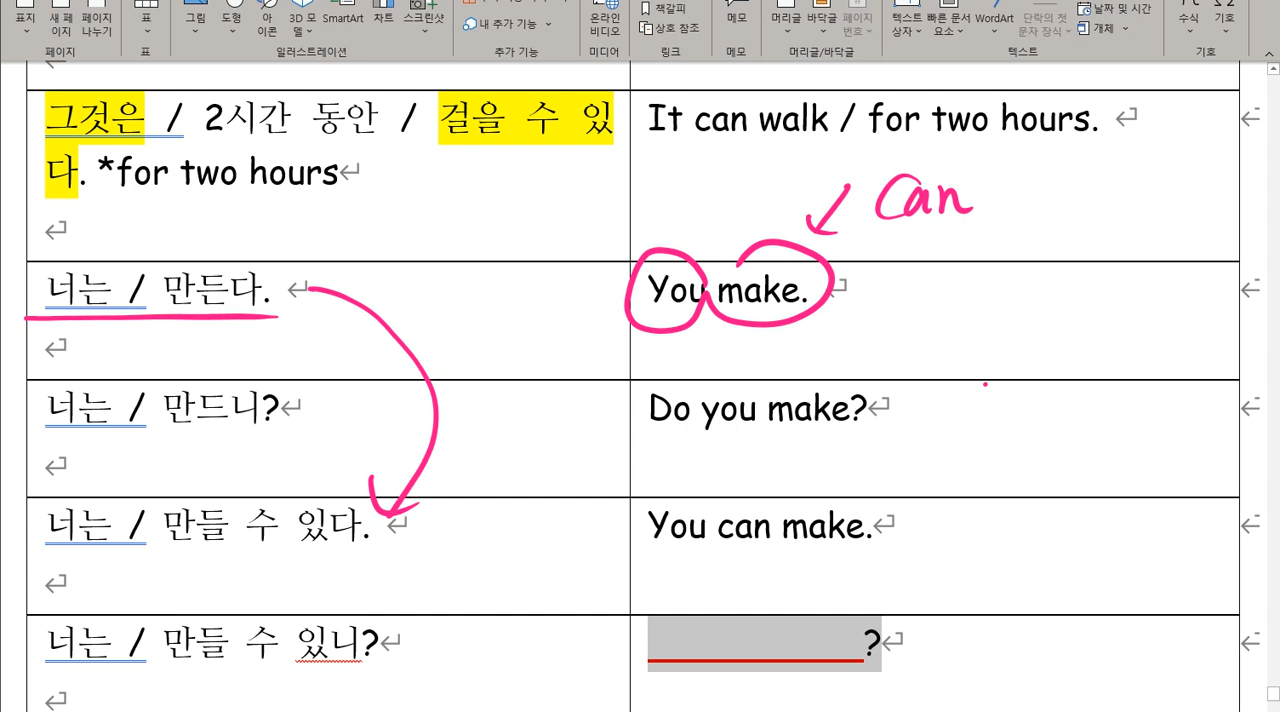 표지 새 페 페이지 표 그림 도형 아 3D 모 SmartArt 차트 스크린샷 내 추가 기능 온라인 책갈피 상호 참조 메모 머리글 바닥글 페이지 텍스트 빠른 문서 WordArt 단락의 첫 날짜 및 시간 개체 수식 기호
이지 나누기 이콘 델 비디오 번호 상자 요소 문자 장식
페이지 표 일러스트레이션 추가 기능 미디어 링크 메모 머리글/바닥글 텍스트 기호
그것은 / 2시간 동안 / 걸을 수 있
다. *for two hours
It can walk / for two hours.
Can
너는 / 만든다.
You make.
너는 / 만드니?
Do you make?
너는 / 만들 수 있다.
You can make.
너는 / 만들 수 있니?
?